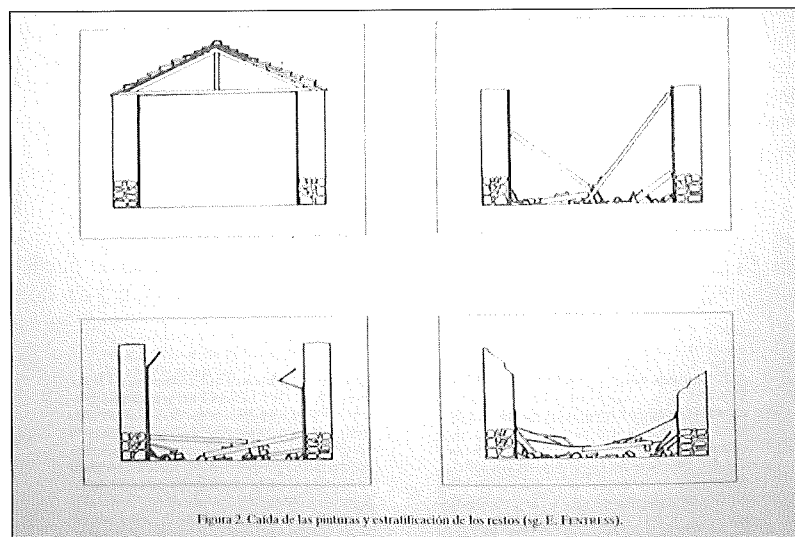 Figura 2. Caída de las pinturas y estratificación de los restos (sg. E. FENTRESS).